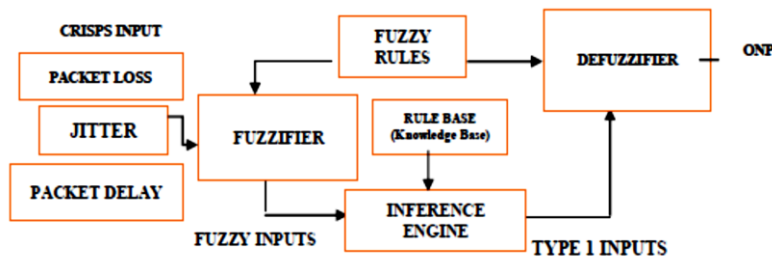 CRISPS INPUT
PACKET LOSS
JITTER
PACKET DELAY
FUZZIFIER
FUZZY INPUTS
FUZZY
RULES
RULE BASE
(Knowledge Base)
INFERENCE
ENGINE
TYPE 1 INPUTS
DEFUZZIFIER